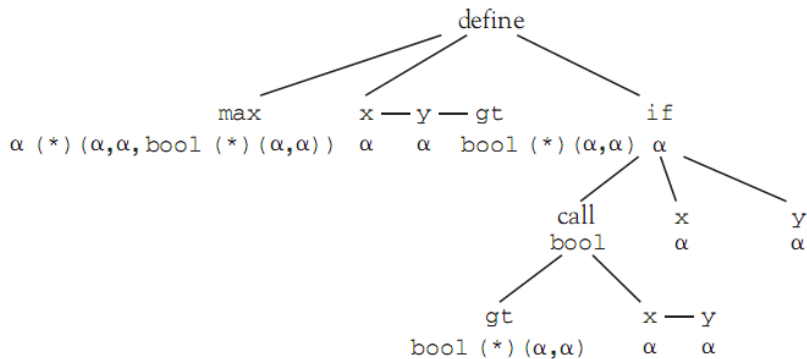 define
max x y gt if
α (*)(α,α,bool (*)(α,α)) α α bool (*)(α,α) α
call x y
bool α α
gt x y
bool (*)(α,α) α α